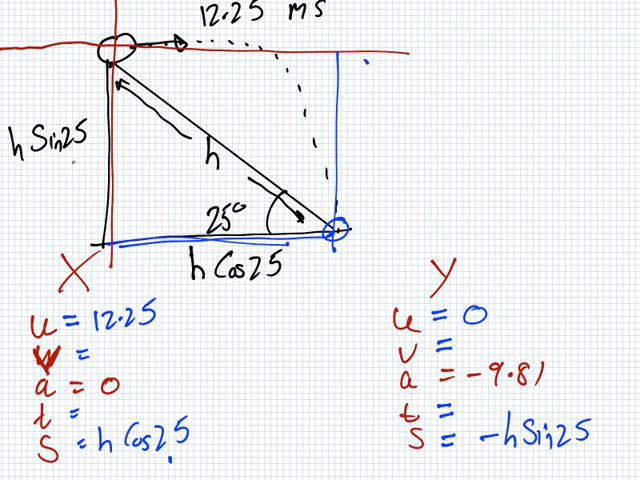 12.25 ms
h Sin25
h
25°
h Cos25
X
Y
u = 12.25
u = 0
v =
v =
a = 0
a = -9.81
t =
t =
S = h Cos25
S = -h Sin25